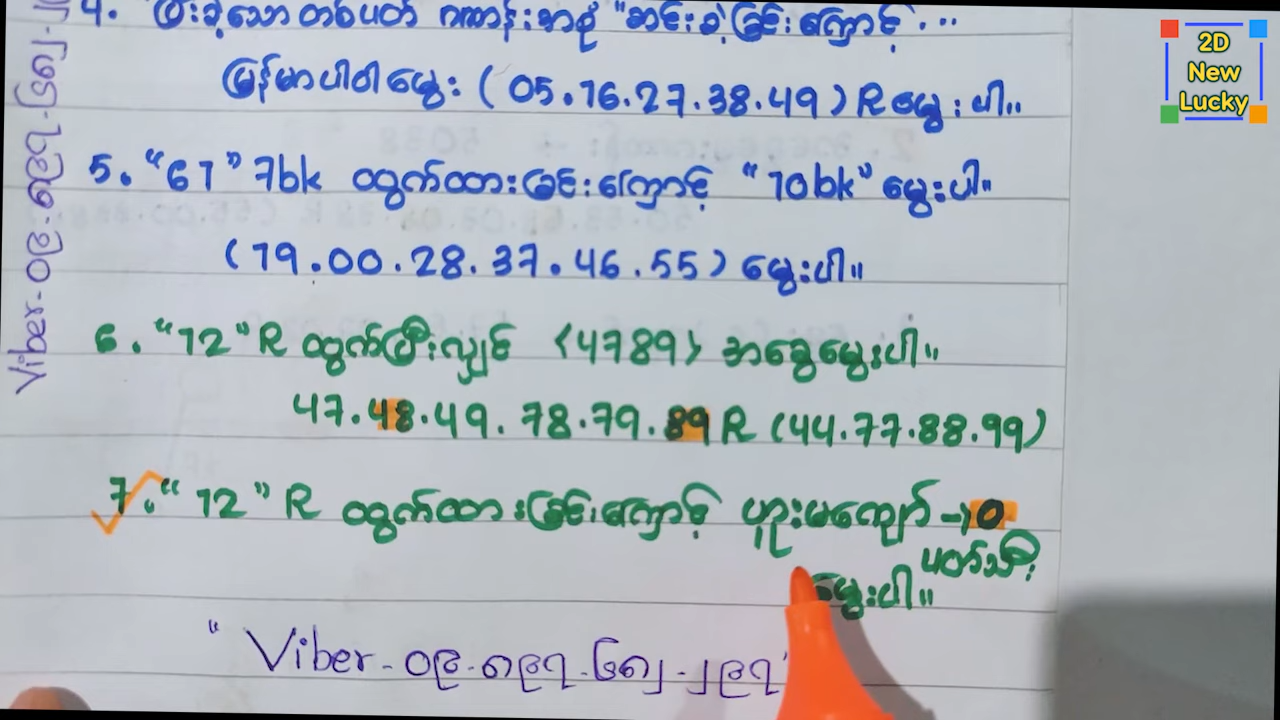 4. ပြီးခဲ့သော တစ်ပတ် ဂဏန်းအစုံ "ဆင်းခဲ့ခြင်းကြောင့်" ...
မြန်မာပါဝါမွေး (05.16.27.38.49) R မွေးပါ။
5. "61" 7bk ထွက်ထားခြင်းကြောင့် "10bk" မွေးပါ။
(19.00.28.37.46.55) မွေးပါ။
6. "12" R ထွက်ပြီးလျှင် <4789> အခွေမွေးပါ။
47.48.49.78.79.89 R (44.77.88.99)
7. "12" R ထွက်ထားခြင်းကြောင့် ဟူးမကျော် → 0
ပတ်သီး
မွေးပါ။
" Viber-
2D
New
Lucky